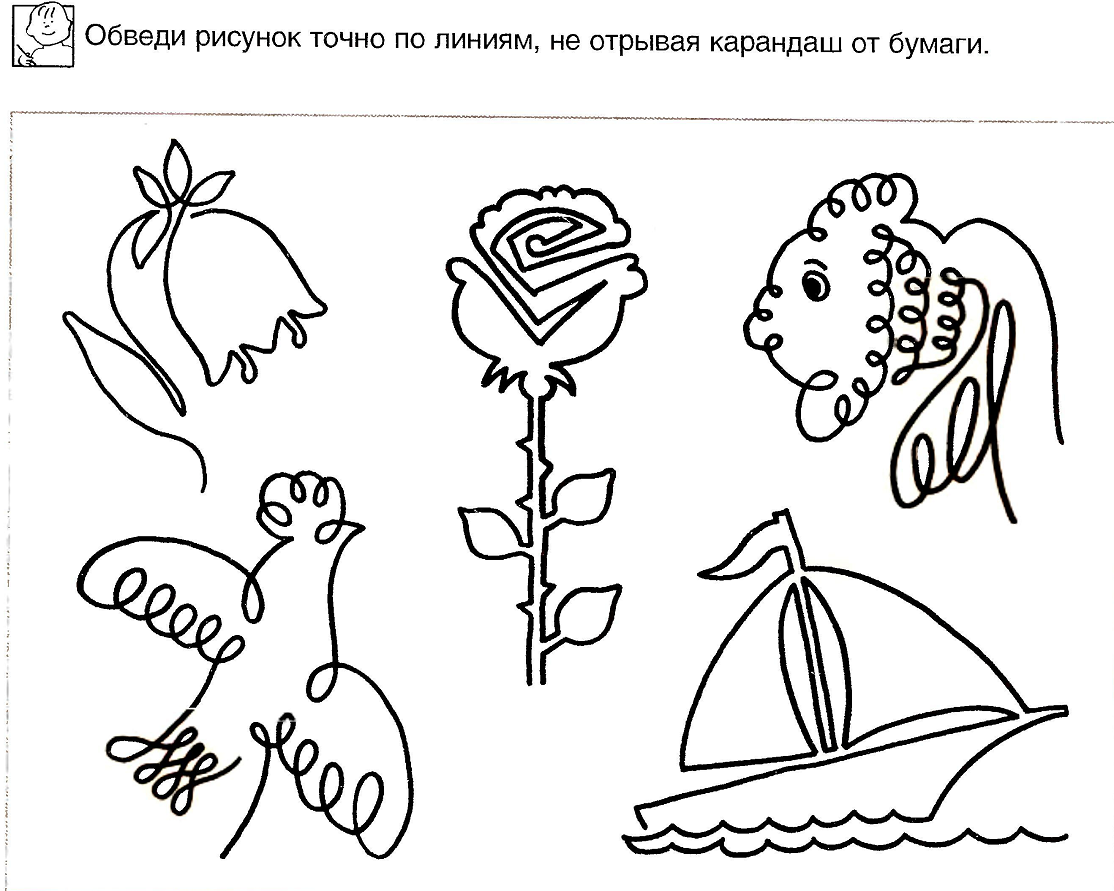 Обведи рисунок точно по линиям, не отрывая карандаш от бумаги.